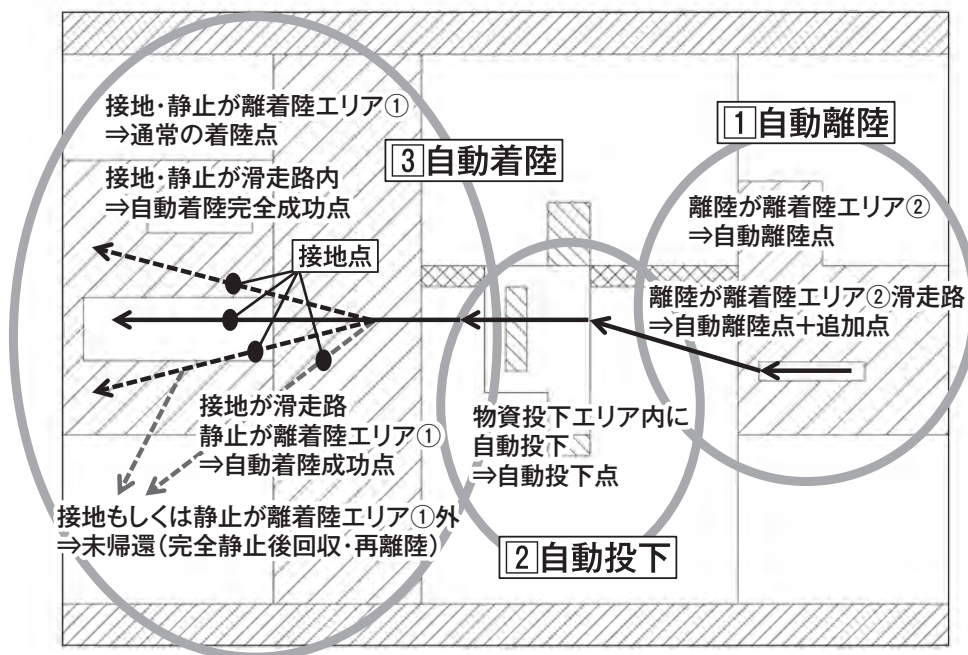 接地・静止が離着陸エリア①
⇒通常の着陸点
接地・静止が滑走路内
⇒自動着陸完全成功点
接地点
接地が滑走路
静止が離着陸エリア①
⇒自動着陸成功点
接地もしくは静止が離着陸エリア①外
⇒未帰還(完全静止後回収・再離陸)
3 自動着陸
物資投下エリア内に
自動投下
⇒自動投下点
2 自動投下
1 自動離陸
離陸が離着陸エリア②
⇒自動離陸点
離陸が離着陸エリア②滑走路
⇒自動離陸点+追加点